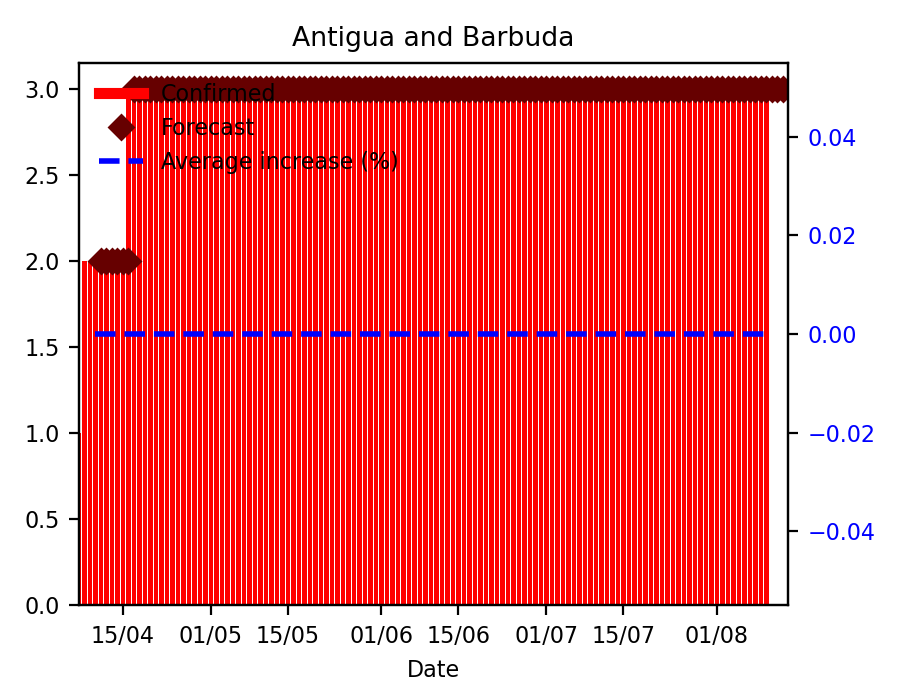 Antigua and Barbuda
3.0
2.5
2.0
1.5
1.0
0.5
0.0
Confirmed
Forecast
Average increase (%)
0.04
0.02
0.00
−0.02
−0.04
15/04 01/05 15/05 01/06 15/06 01/07 15/07 01/08
Date